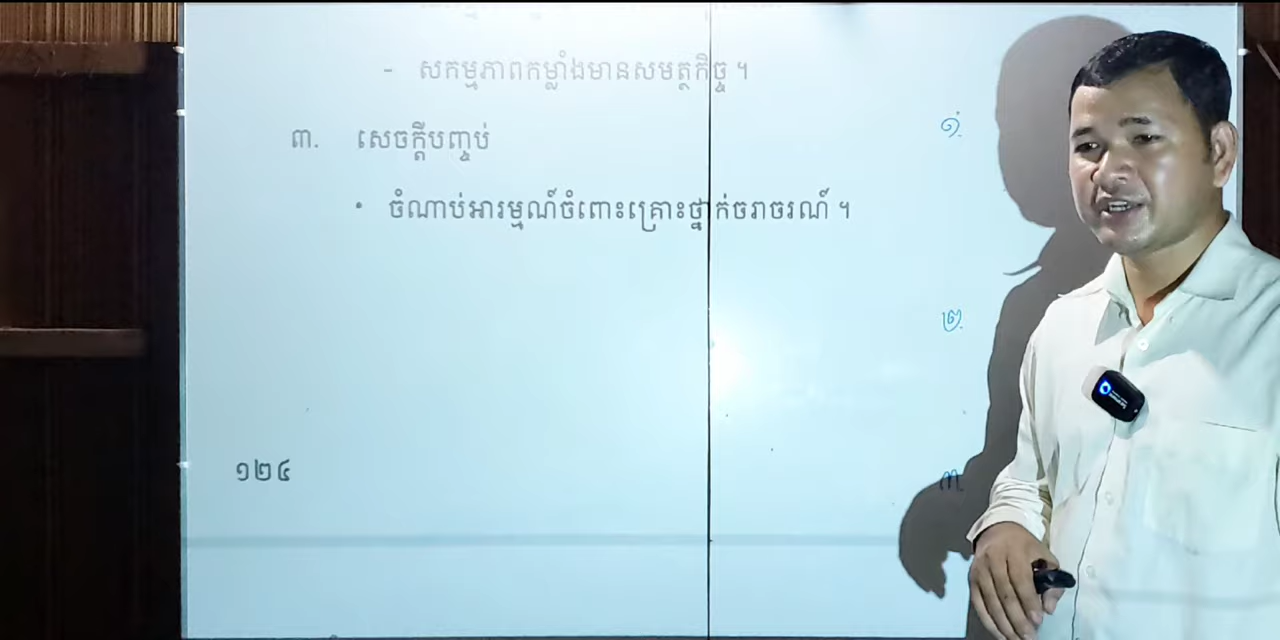 - សកម្មភាពកម្លាំងមានសមត្ថកិច្ច ។
៣. សេចក្តីបញ្ចប់
• ចំណាប់អារម្មណ៍ចំពោះគ្រោះថ្នាក់ចរាចរណ៍ ។
១២៤
១.
២.
៣.